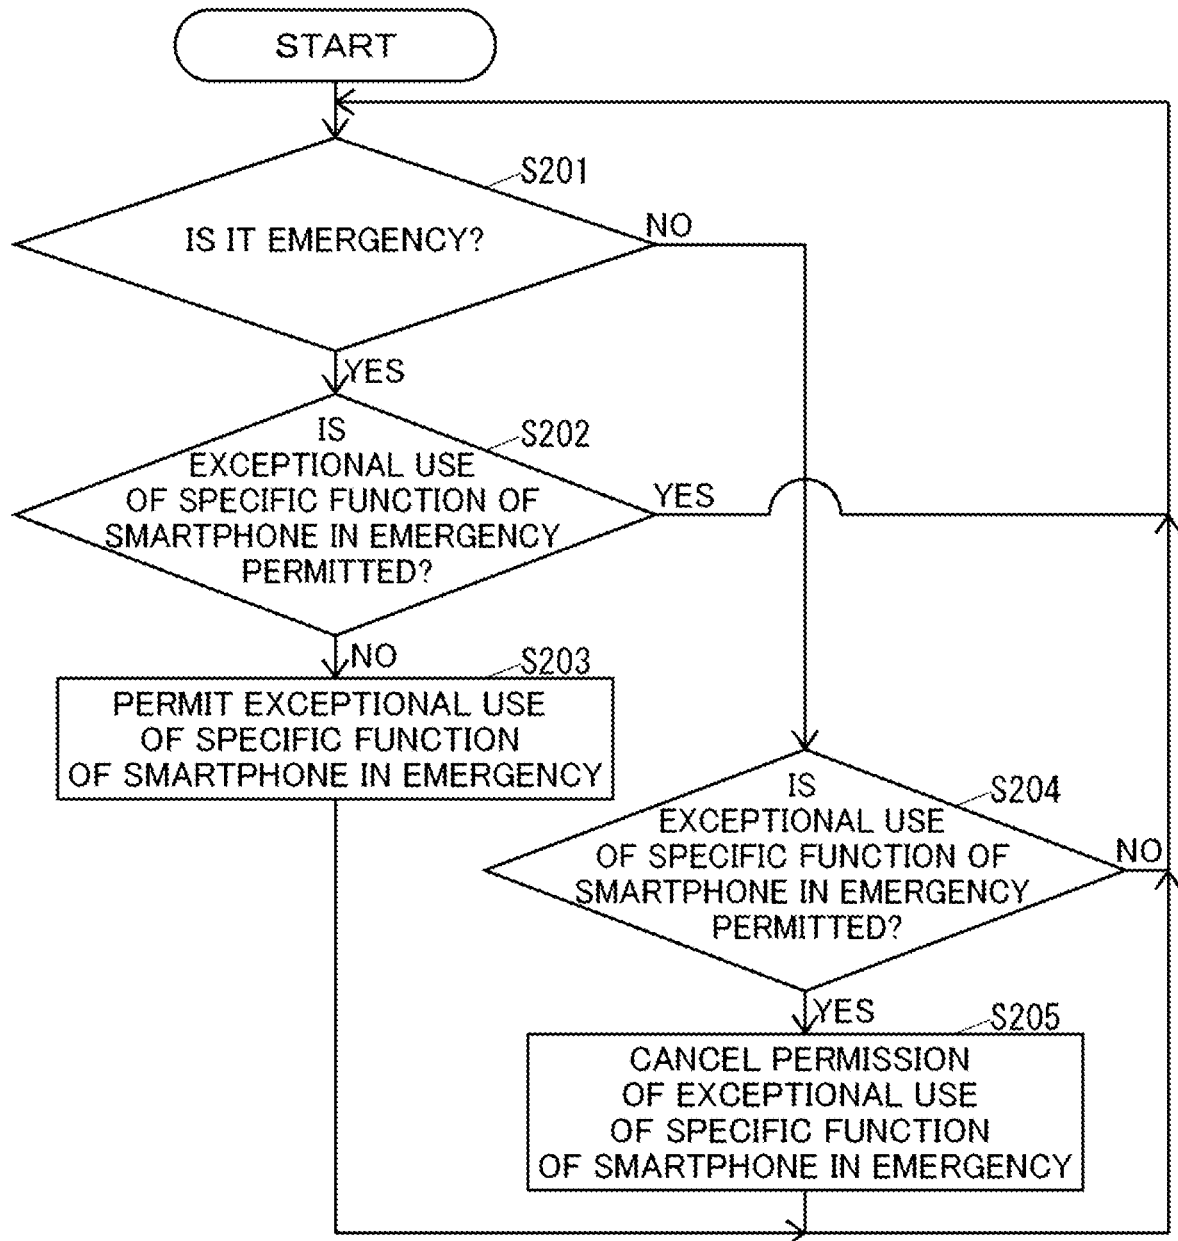 START
S201
IS IT EMERGENCY?
NO
YES
S202
IS
EXCEPTIONAL USE
OF SPECIFIC FUNCTION OF
SMARTPHONE IN EMERGENCY
PERMITTED?
YES
NO
S203
PERMIT EXCEPTIONAL USE
OF SPECIFIC FUNCTION
OF SMARTPHONE IN EMERGENCY
S204
IS
EXCEPTIONAL USE
OF SPECIFIC FUNCTION OF
SMARTPHONE IN EMERGENCY
PERMITTED?
NO
YES
S205
CANCEL PERMISSION
OF EXCEPTIONAL USE
OF SPECIFIC FUNCTION
OF SMARTPHONE IN EMERGENCY